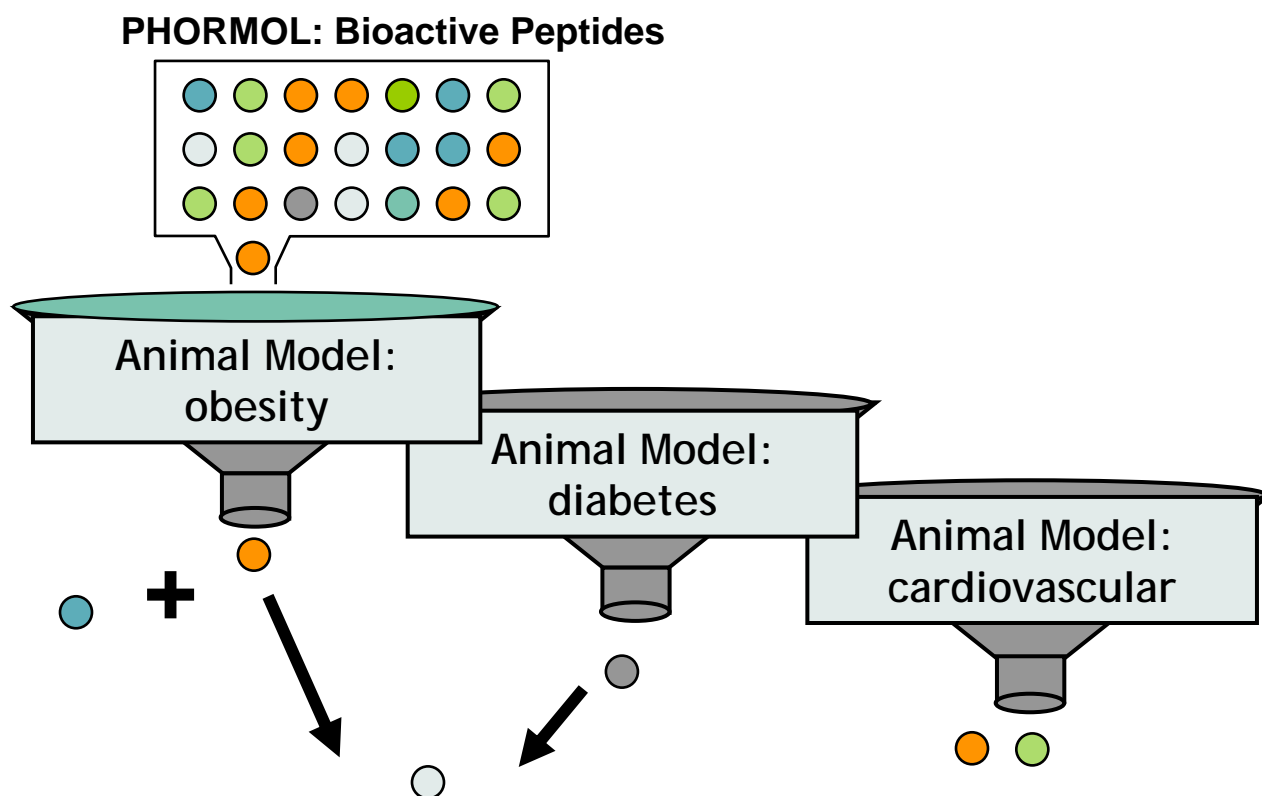 PHORMOL: Bioactive Peptides
Animal Model:
obesity
Animal Model:
diabetes
Animal Model:
cardiovascular